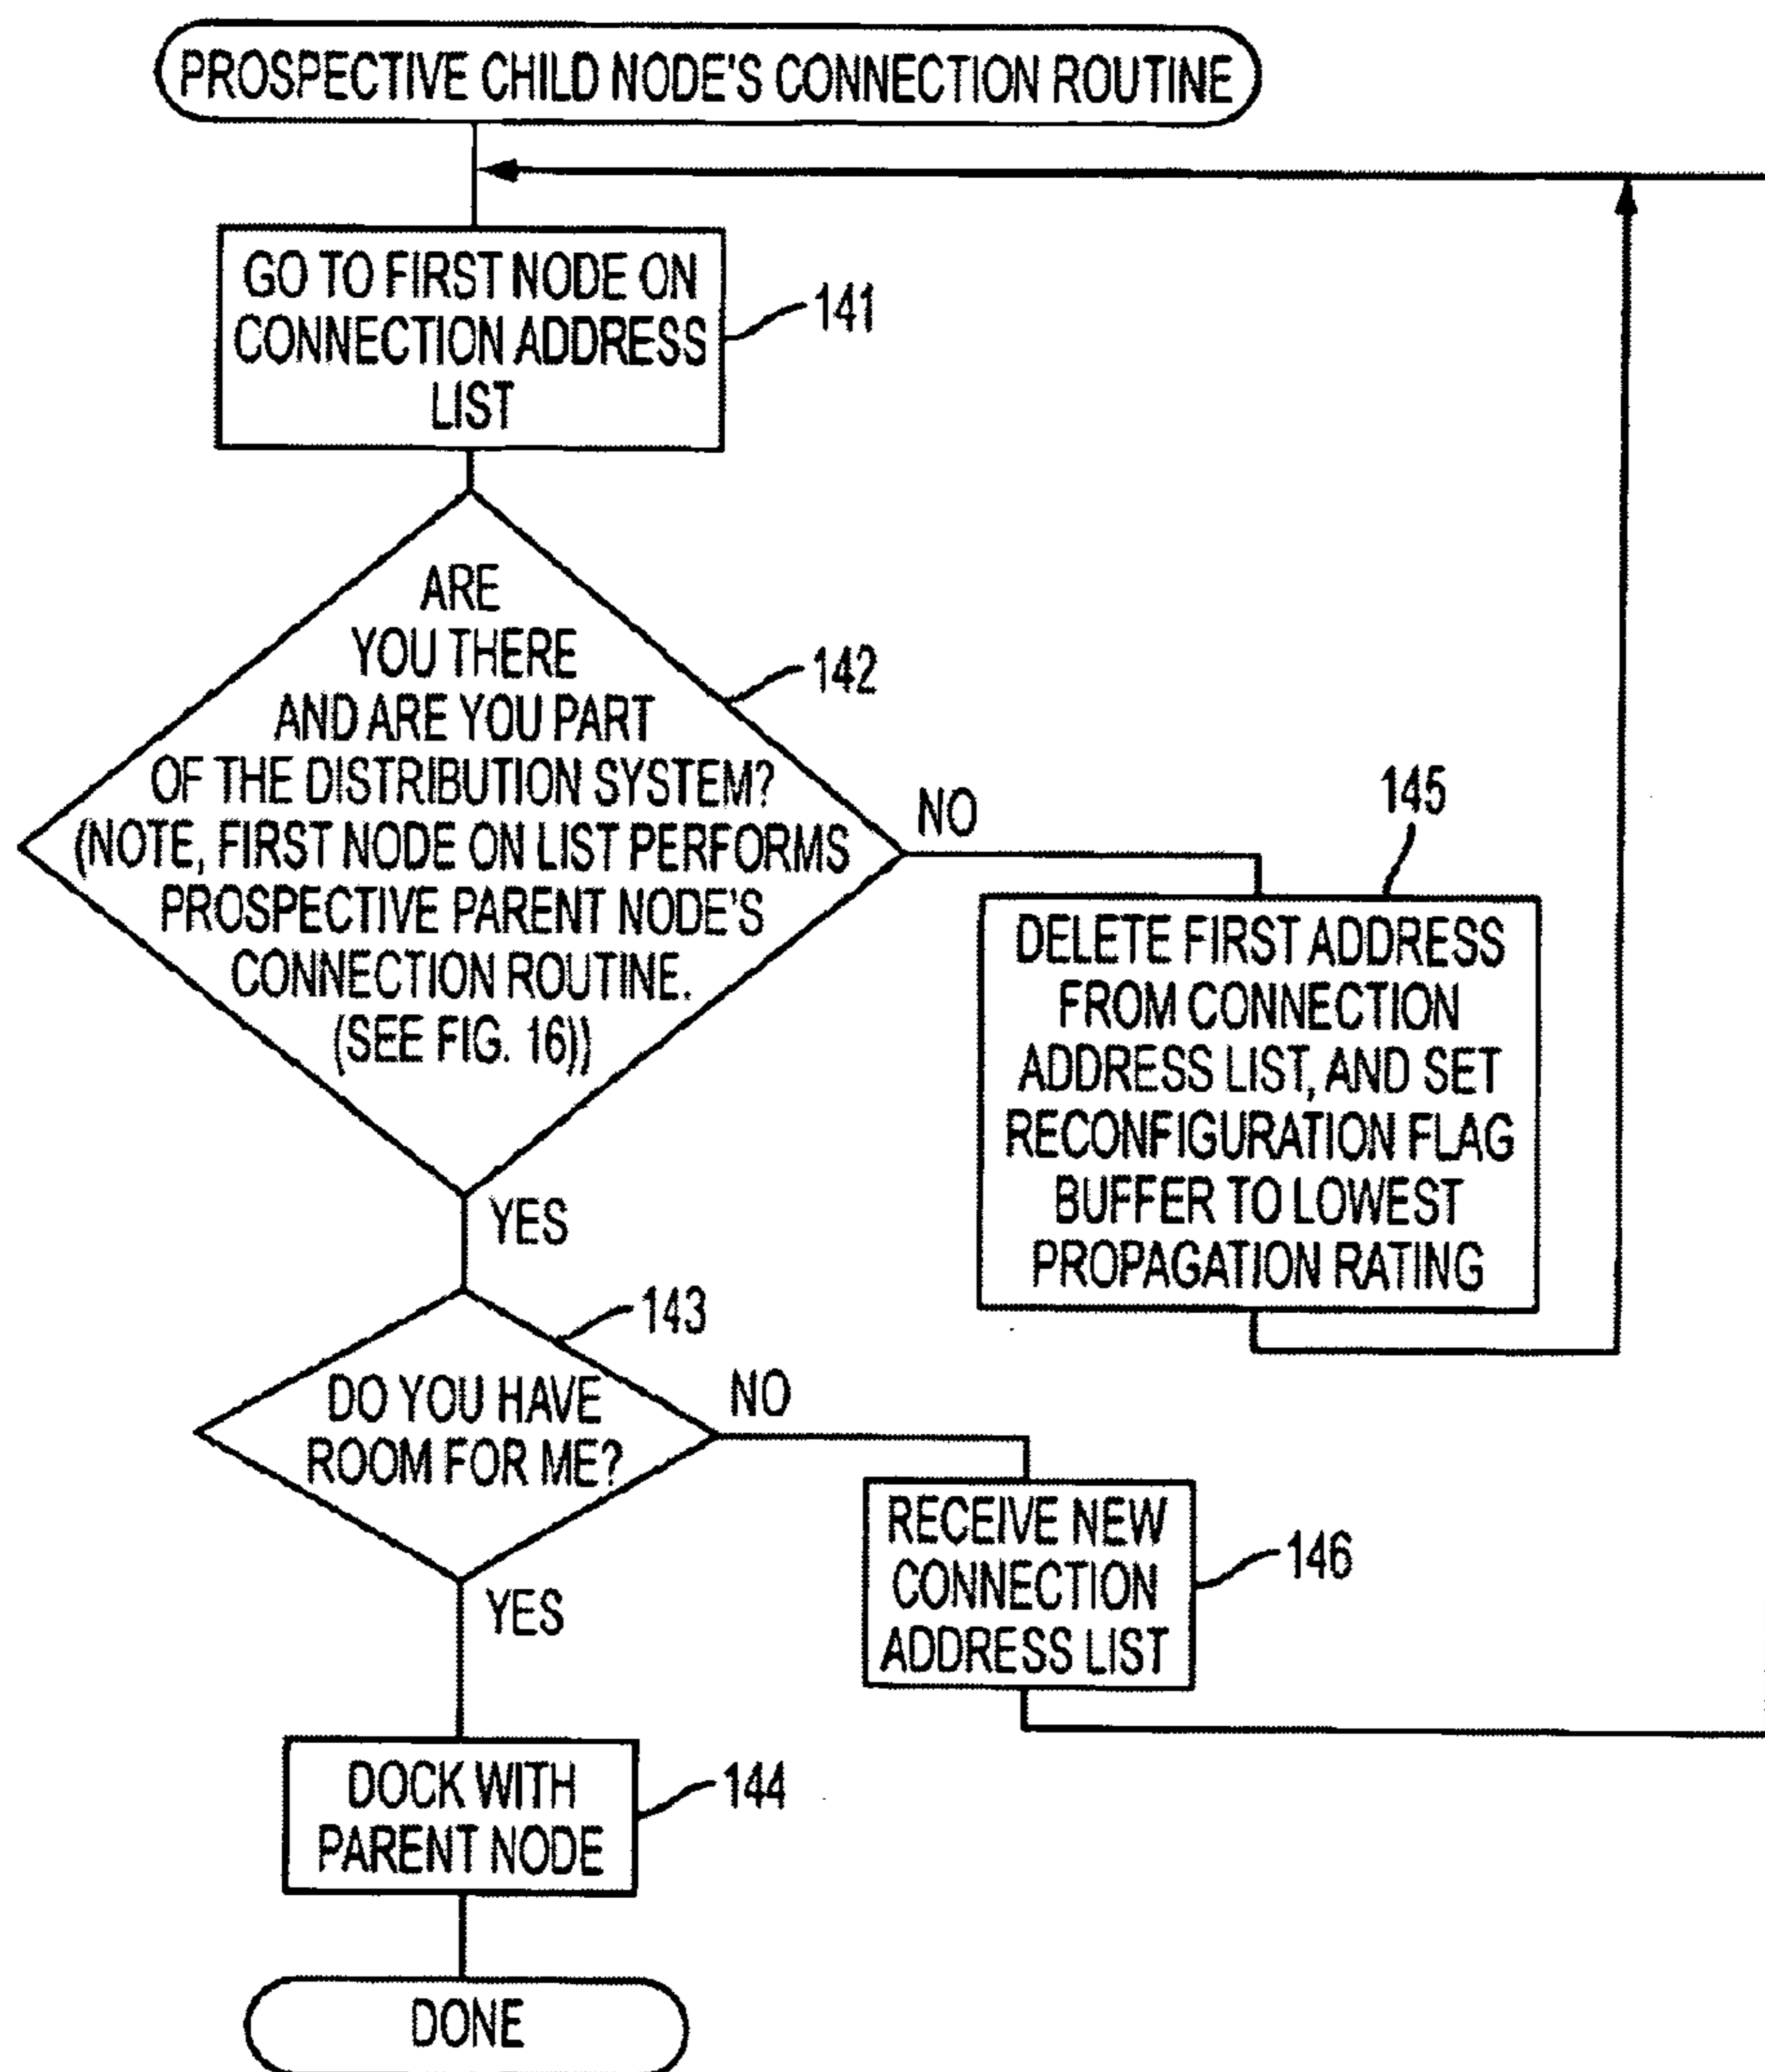 PROSPECTIVE CHILD NODE'S CONNECTION ROUTINE
GO TO FIRST NODE ON
CONNECTION ADDRESS
LIST
141
ARE
YOU THERE
AND ARE YOU PART
OF THE DISTRIBUTION SYSTEM?
(NOTE, FIRST NODE ON LIST PERFORMS
PROSPECTIVE PARENT NODE'S
CONNECTION ROUTINE.
(SEE FIG. 16))
142
NO
145
DELETE FIRST ADDRESS
FROM CONNECTION
ADDRESS LIST, AND SET
RECONFIGURATION FLAG
BUFFER TO LOWEST
PROPAGATION RATING
YES
143
DO YOU HAVE
ROOM FOR ME?
NO
RECEIVE NEW
CONNECTION
ADDRESS LIST
146
YES
DOCK WITH
PARENT NODE
144
DONE